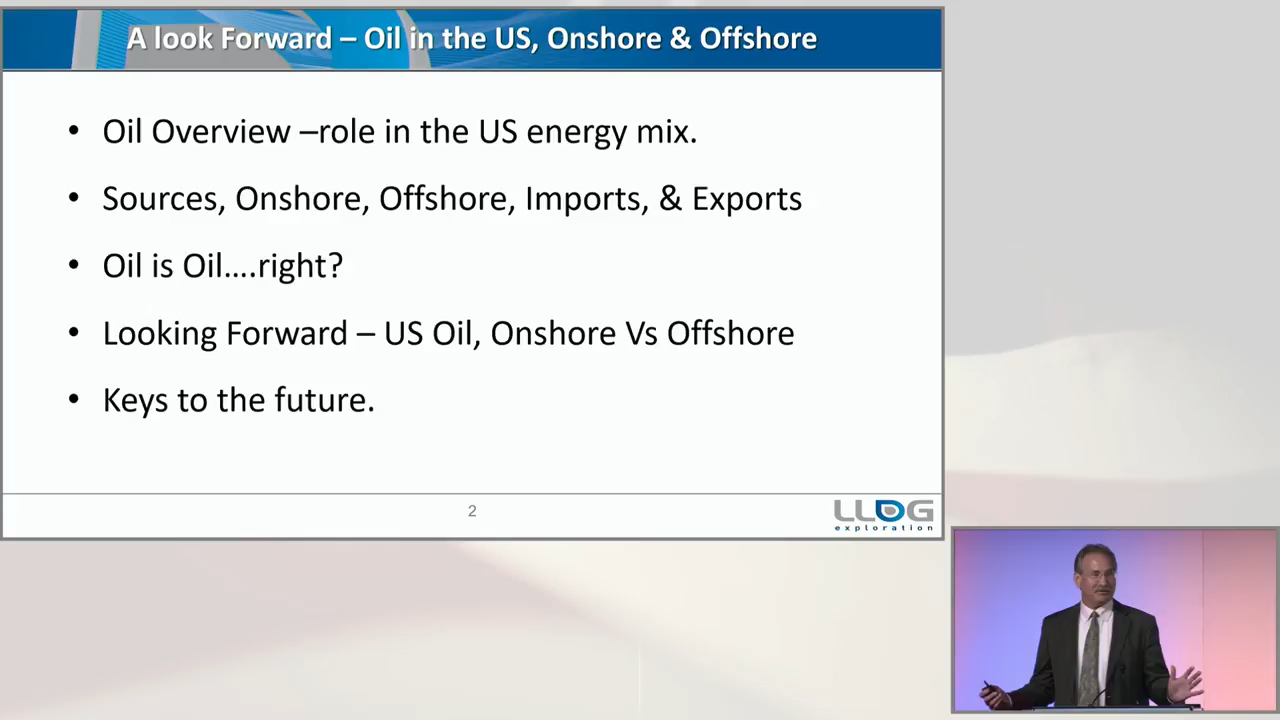 A look Forward – Oil in the US, Onshore & Offshore
• Oil Overview –role in the US energy mix.
• Sources, Onshore, Offshore, Imports, & Exports
• Oil is Oil….right?
• Looking Forward – US Oil, Onshore Vs Offshore
• Keys to the future.
2
LLOG
exploration